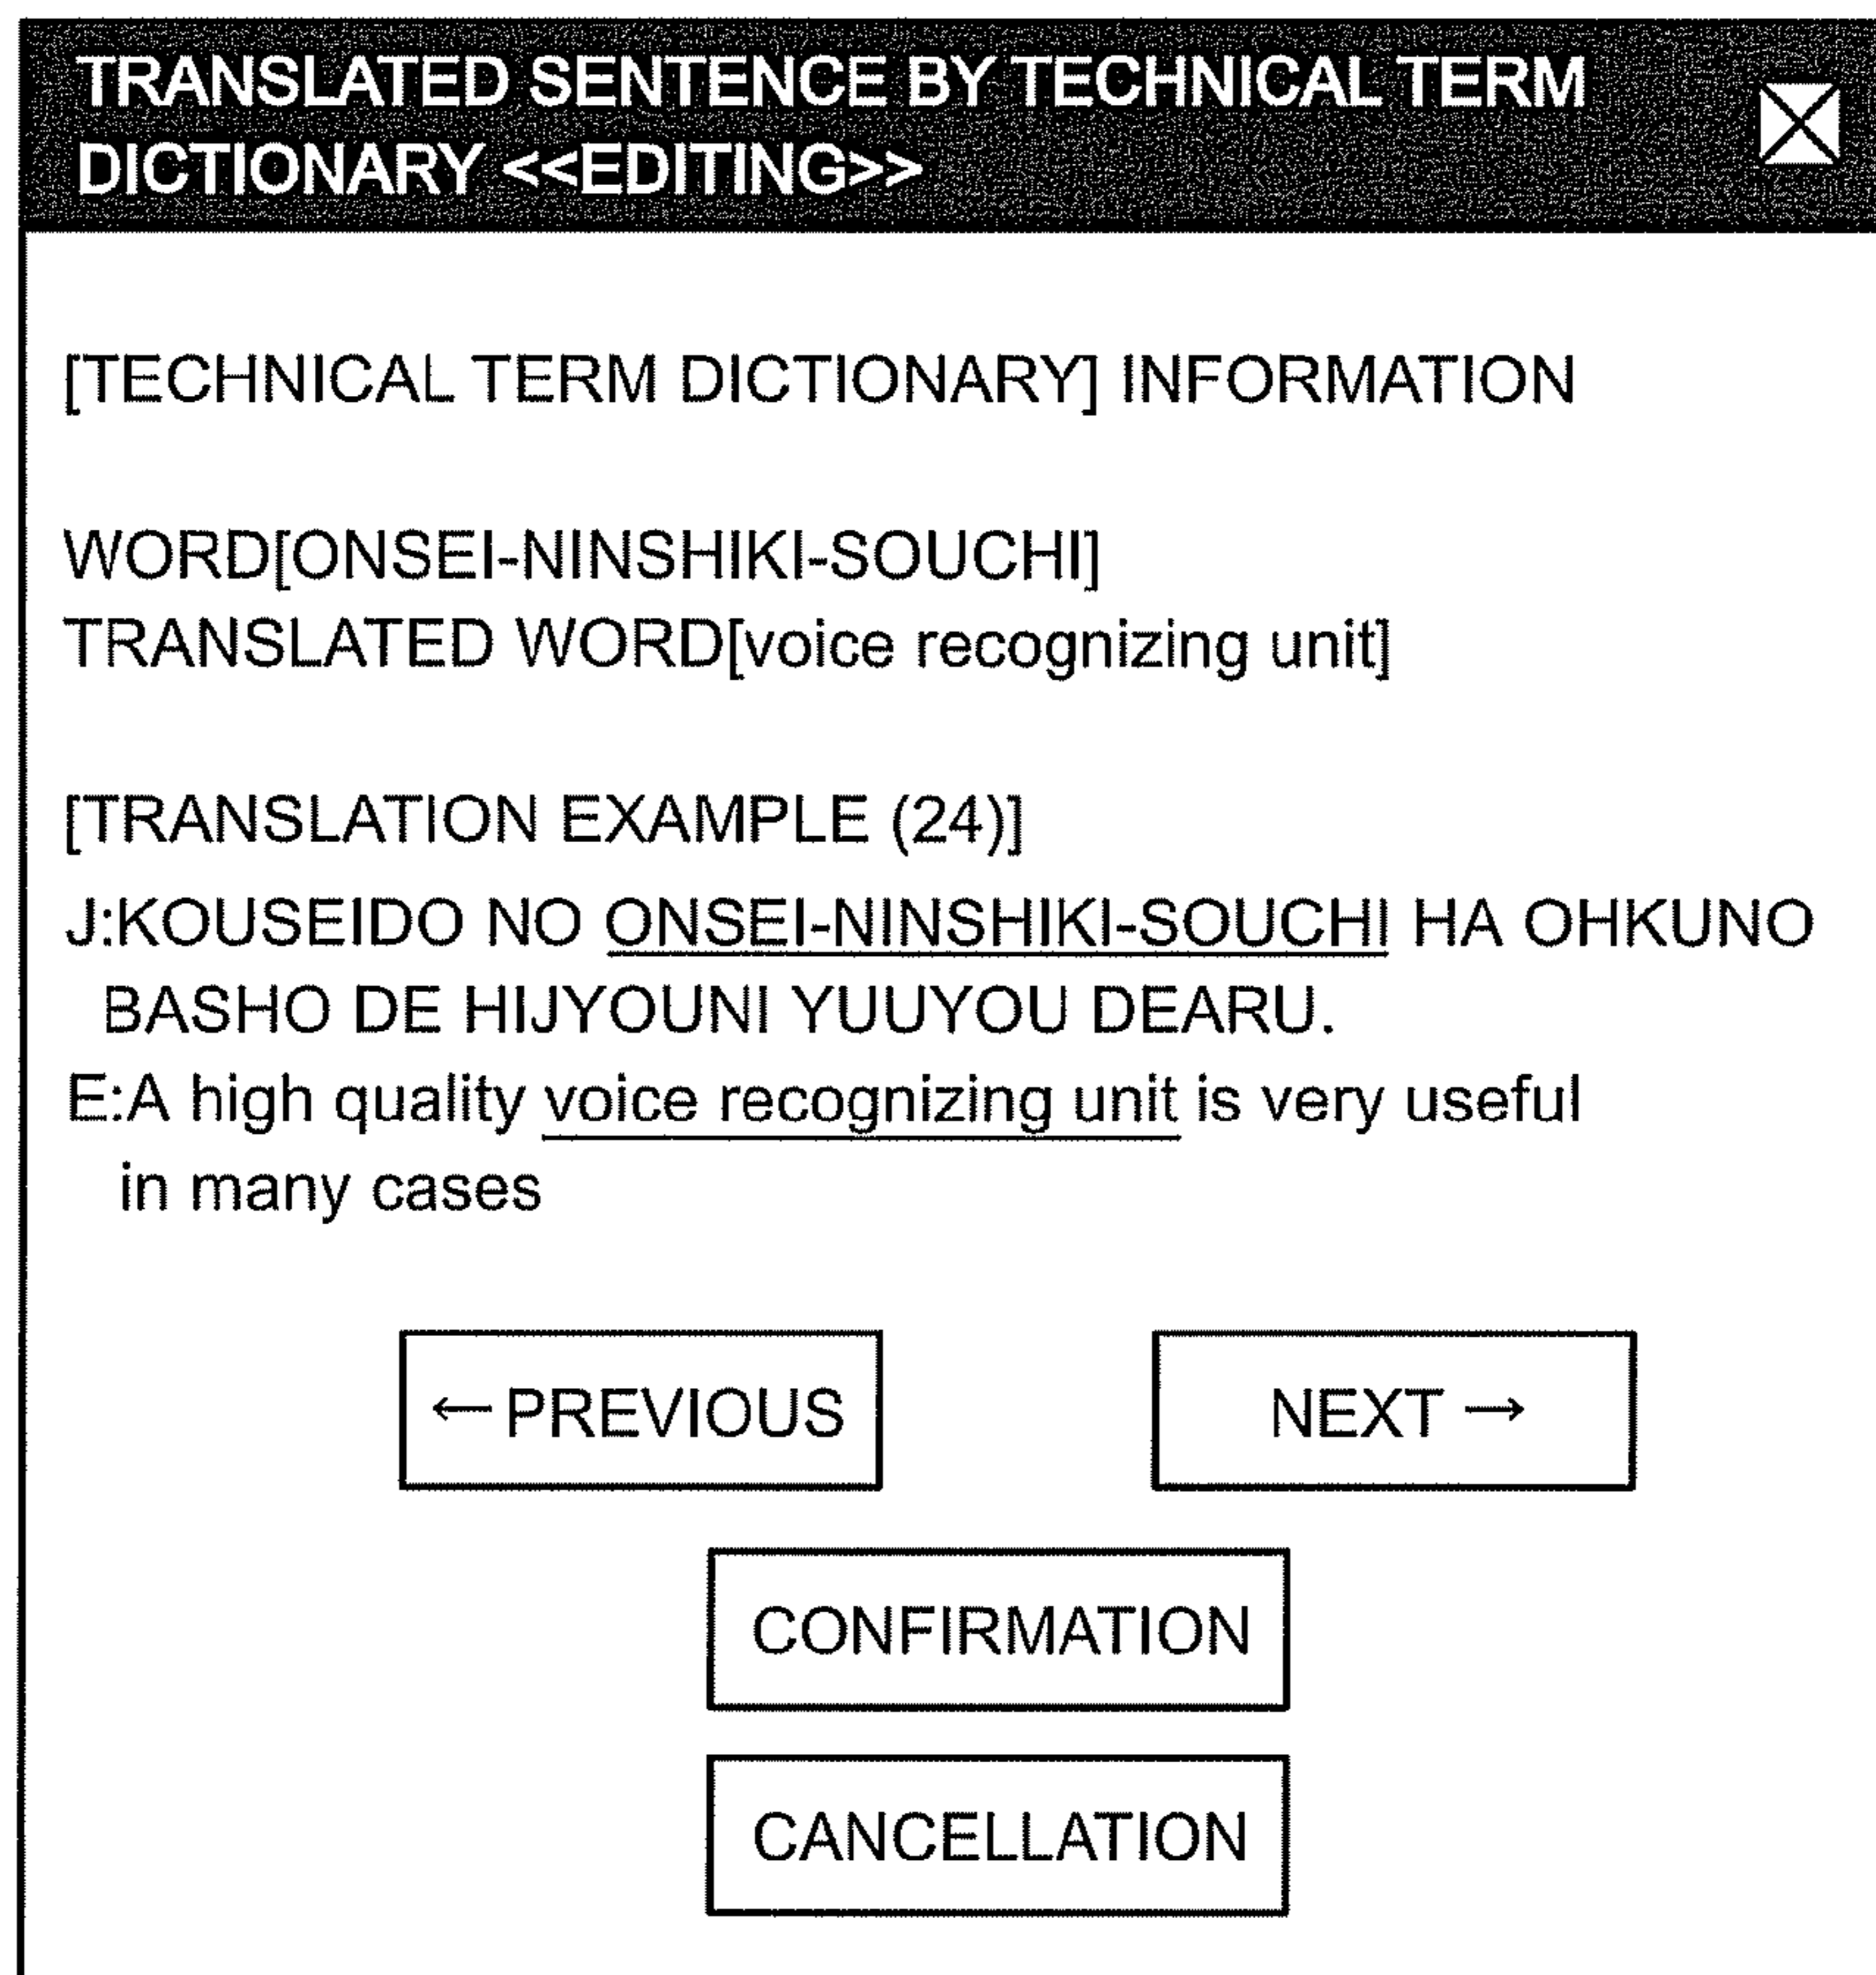 TRANSLATED SENTENCE BY TECHNICAL TERM
DICTIONARY <<EDITING>>
[TECHNICAL TERM DICTIONARY] INFORMATION
WORD[ONSEI-NINSHIKI-SOUCHI]
TRANSLATED WORD[voice recognizing unit]
[TRANSLATION EXAMPLE (24)]
J:KOUSEIDO NO ONSEI-NINSHIKI-SOUCHI HA OHKUNO
BASHO DE HIJYOUNI YUUYOU DEARU.
E:A high quality voice recognizing unit is very useful
in many cases
← PREVIOUS
NEXT →
CONFIRMATION
CANCELLATION